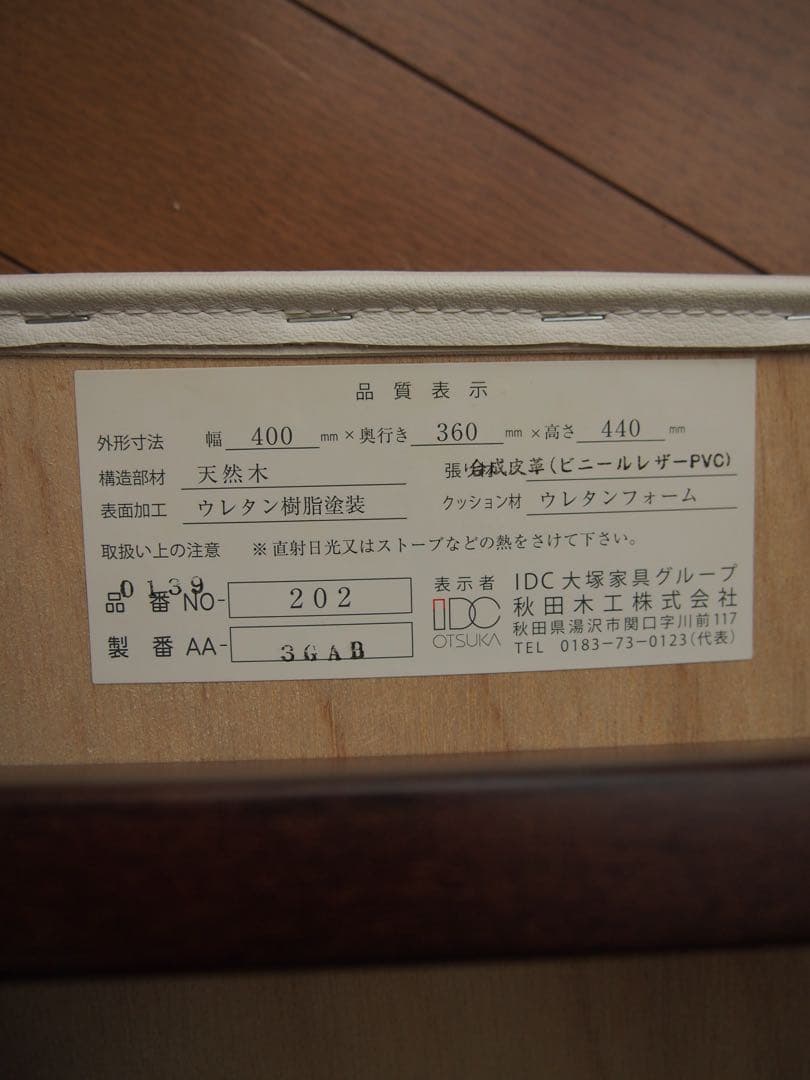 品質表示
外形寸法 幅 400 mm × 奥行き 360 mm × 高さ 440 mm
構造部材 天然木 張り材 合成皮革(ビニールレザーPVC)
表面加工 ウレタン樹脂塗装 クッション材 ウレタンフォーム
取扱い上の注意 ※直射日光又はストーブなどの熱をさけて下さい。
0139
品番 NO- 202
製番 AA- 3GAB
表示者 IDC大塚家具グループ
IDC OTSUKA 秋田木工株式会社
秋田県湯沢市関口字川前117
TEL 0183-73-0123(代表)